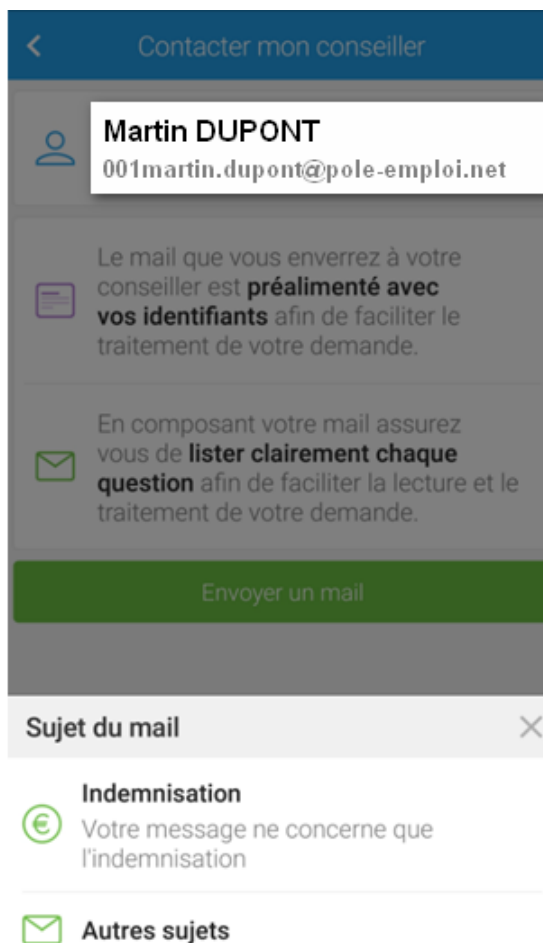 Contacter mon conseiller
Martin DUPONT
001martin.dupont@pole-emploi.net
Le mail que vous enverrez à votre
conseiller est préalimenté avec
vos identifiants afin de faciliter le
traitement de votre demande.
En composant votre mail assurez
vous de lister clairement chaque
question afin de faciliter la lecture et le
traitement de votre demande.
Envoyer un mail
Sujet du mail
Indemnisation
Votre message ne concerne que
l'indemnisation
Autres sujets